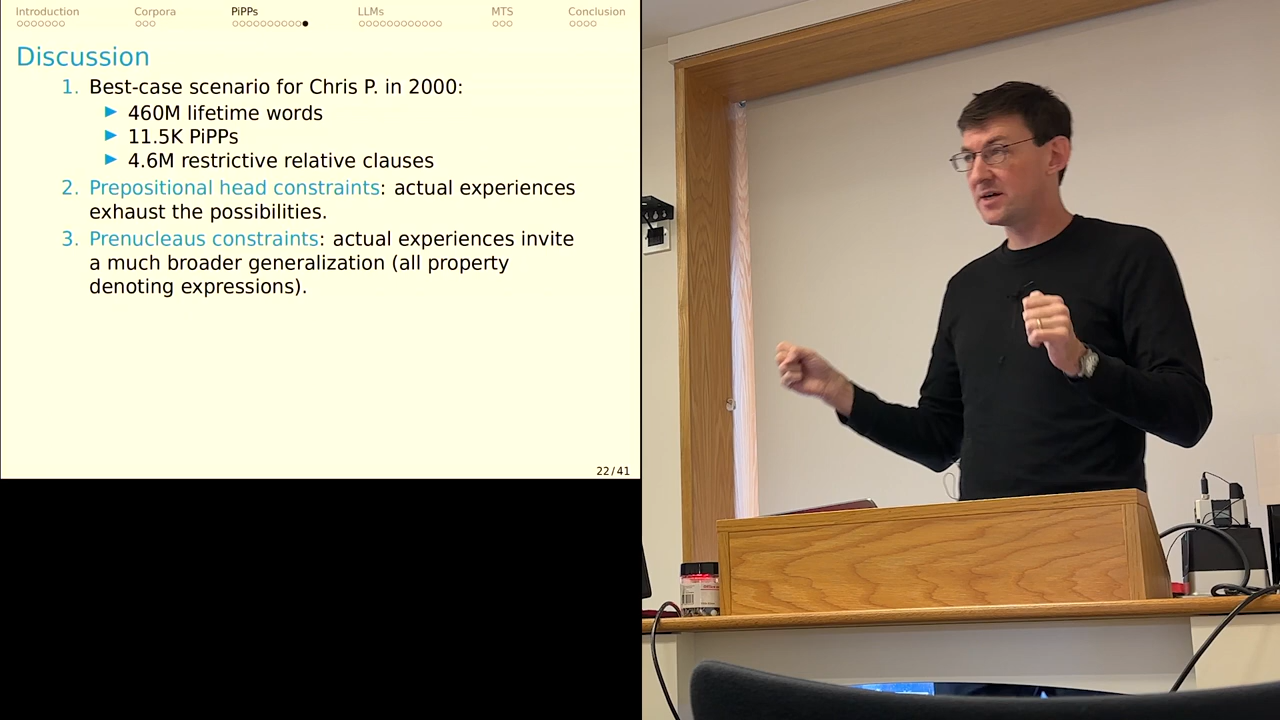 Introduction Corpora PiPPs LLMs MTS Conclusion
Discussion
1. Best-case scenario for Chris P. in 2000:
460M lifetime words
11.5K PiPPs
4.6M restrictive relative clauses
2. Prepositional head constraints: actual experiences
exhaust the possibilities.
3. Prenucleaus constraints: actual experiences invite
a much broader generalization (all property
denoting expressions).
22/41